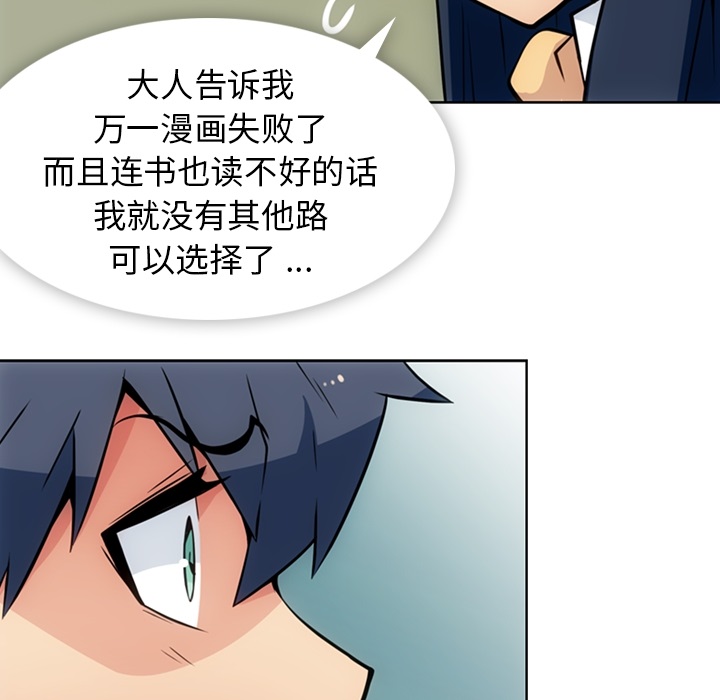 大人告诉我
万一漫画失败了
而且连书也读不好的话
我就没有其他路
可以选择了 ...